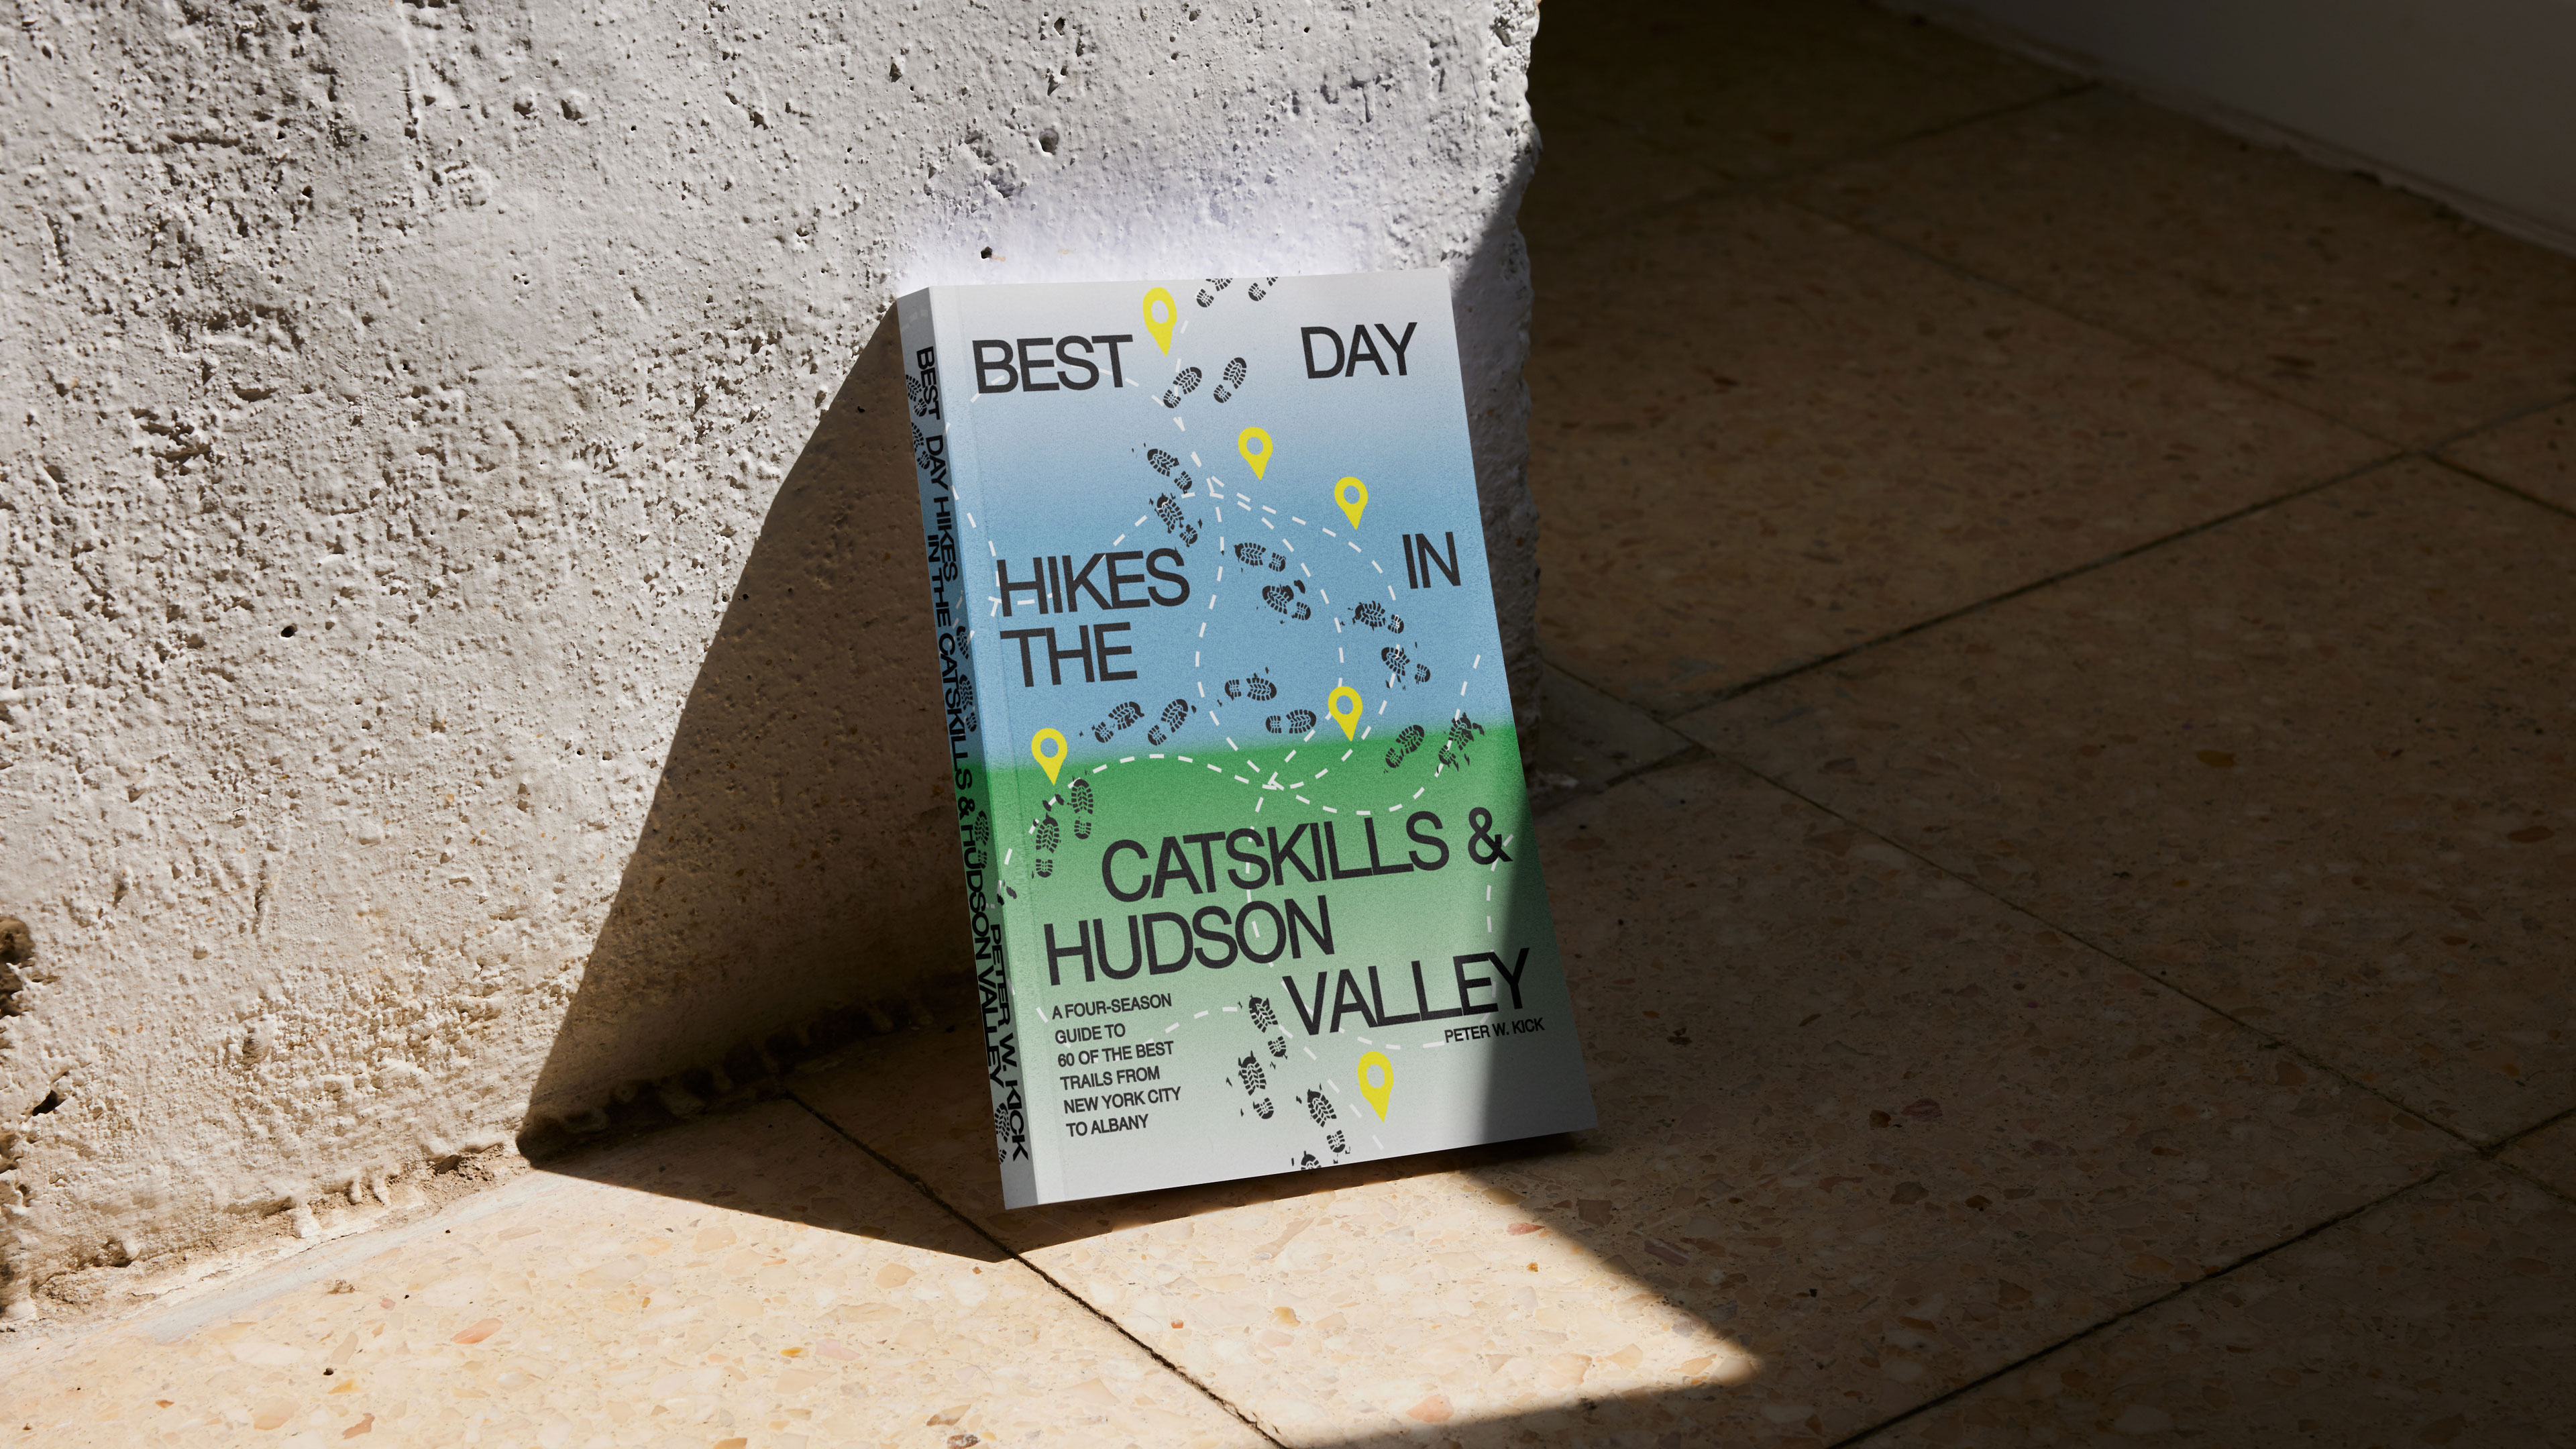 BEST DAY
HIKES IN
THE
CATSKILLS &
HUDSON
VALLEY
PETER W. KICK
A FOUR-SEASON
GUIDE TO
60 OF THE BEST
TRAILS FROM
NEW YORK CITY
TO ALBANY
BEST DAY HIKES
IN THE CATSKILLS & HUDSON VALLEY
PETER W. KICK